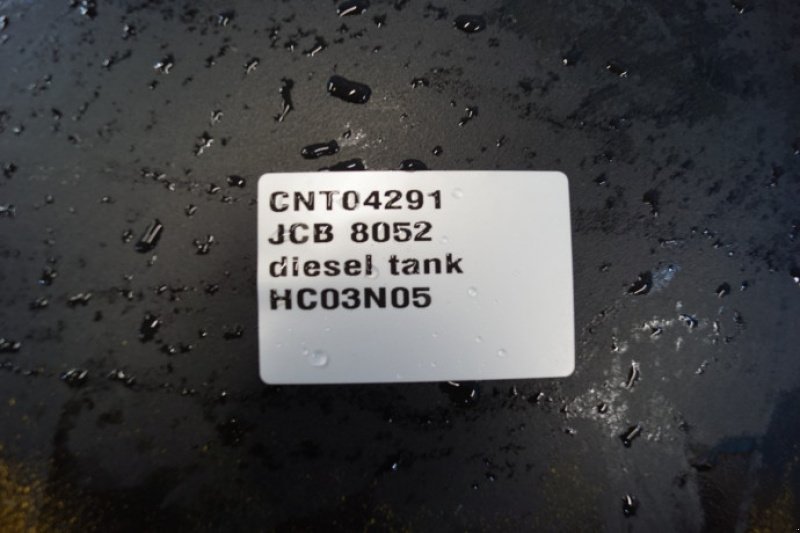 CNT04291
JCB 8052
diesel tank
HC03N05